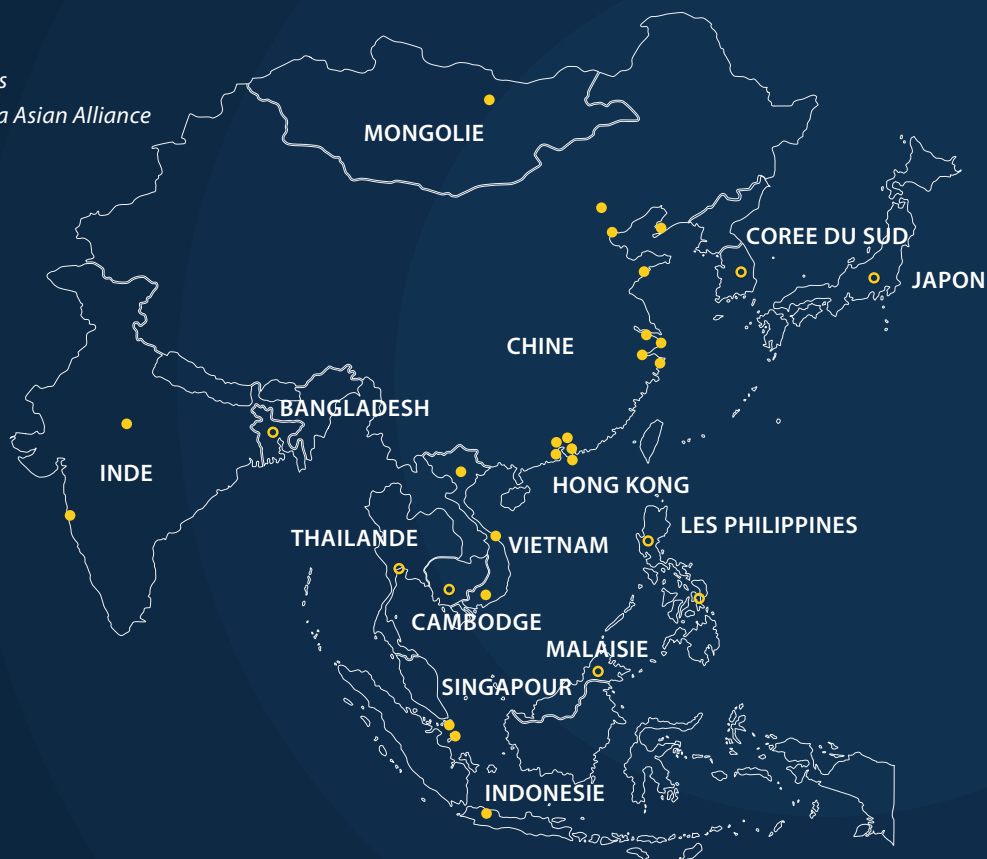 s
a Asian Alliance
MONGOLIE
COREE DU SUD
JAPON
CHINE
BANGLADESH
INDE
HONG KONG
LES PHILIPPINES
THAILANDE
VIETNAM
CAMBODGE
MALAISIE
SINGAPOUR
INDONESIE